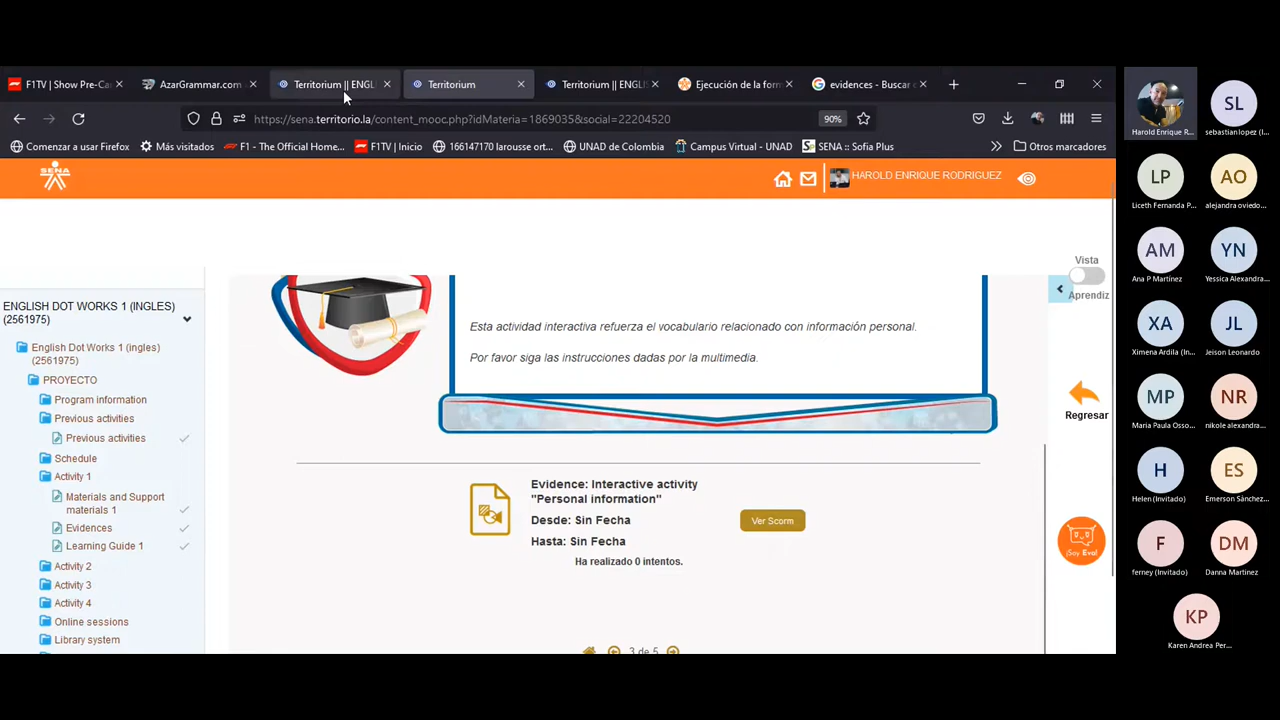 F1TV | Show Pre-Ca
AzarGrammar.com
Territorium || ENGL
Territorium
Territorium || ENGLIS
Ejecución de la form
evidences - Buscar e
https://sena.territorio.la/content_mooc.php?idMateria=1869035&social=22204520
90%
Comenzar a usar Firefox
Más visitados
F1 - The Official Home...
F1TV | Inicio
166147170 larousse ort...
UNAD de Colombia
Campus Virtual - UNAD
SENA :: Sofia Plus
Otros marcadores
SENA
HAROLD ENRIQUE RODRIGUEZ
ENGLISH DOT WORKS 1 (INGLES)
(2561975)
English Dot Works 1 (ingles)
(2561975)
PROYECTO
Program information
Previous activities
Previous activities
Schedule
Activity 1
Materials and Support
materials 1
Evidences
Learning Guide 1
Activity 2
Activity 3
Activity 4
Online sessions
Library system
Esta actividad interactiva refuerza el vocabulario relacionado con información personal.
Por favor siga las instrucciones dadas por la multimedia.
Evidence: Interactive activity
"Personal information"
Desde: Sin Fecha
Hasta: Sin Fecha
Ver Scorm
Ha realizado 0 intentos.
3 de 5
Vista
Aprendiz
Regresar
¡Soy Eva!
Harold Enrique R...
SL
sebastian lopez (I...
LP
Liceth Fernanda P...
AO
alejandra oviedo...
AM
Ana P Martínez
YN
Yessica Alexandra...
XA
Ximena Ardila (In...
JL
Jeison Leonardo
MP
Maria Paula Osso...
NR
nikole alexandra...
H
Helen (Invitado)
ES
Emerson Sánchez...
F
ferney (Invitado)
DM
Danna Martinez
KP
Karen Andrea Per...